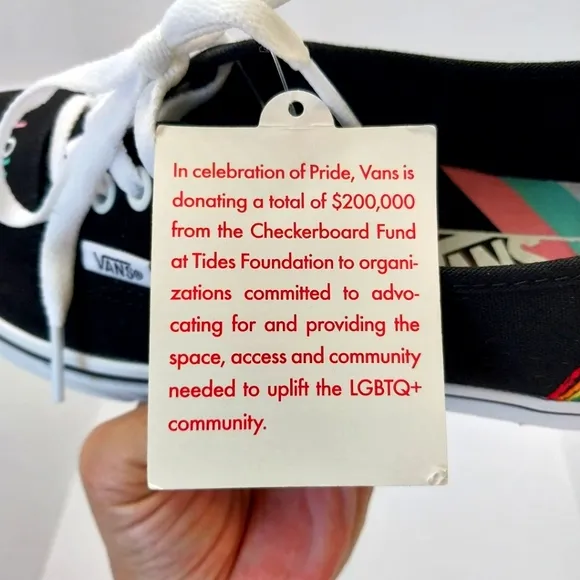 In celebration of Pride, Vans is
donating a total of $200,000
from the Checkerboard Fund
at Tides Foundation to organi-
zations committed to advo-
cating for and providing the
space, access and community
needed to uplift the LGBTQ+
community.
VANS®